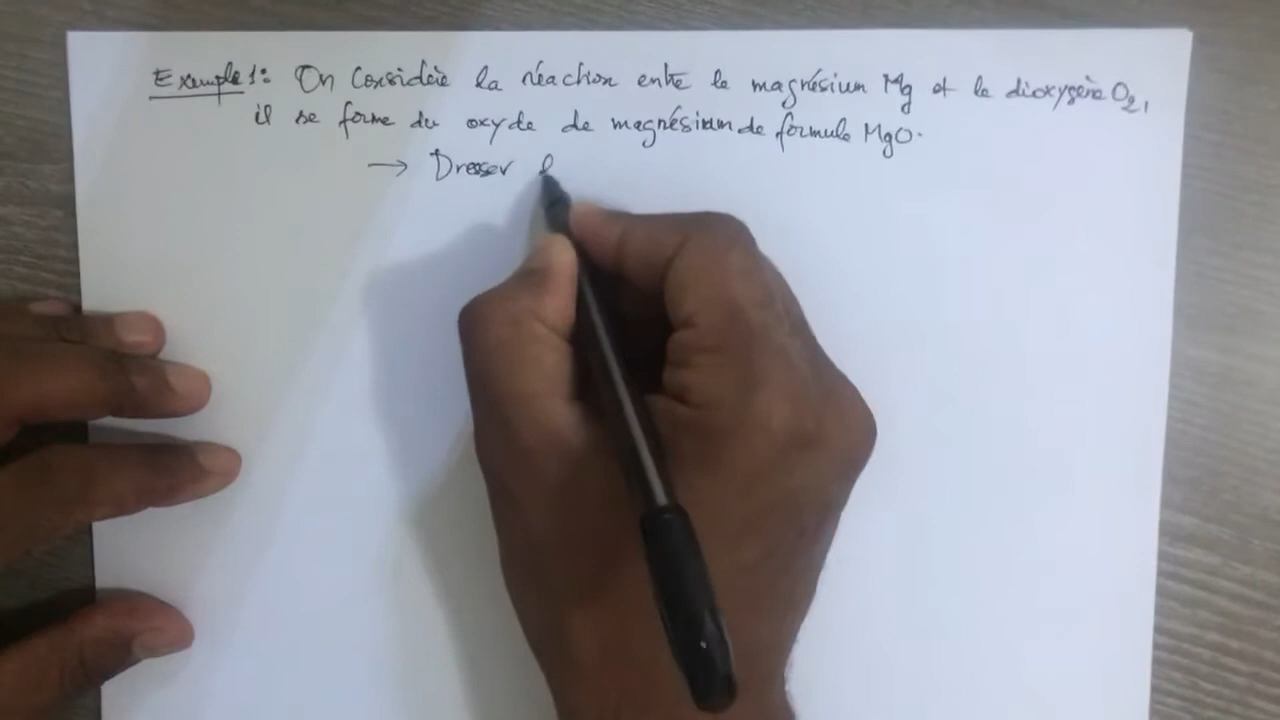 Exemple 1: On Considère la réaction entre le magnésium Mg et le dioxygène O2,
il se forme du oxyde de magnésium de formule MgO.
→ Dresser l